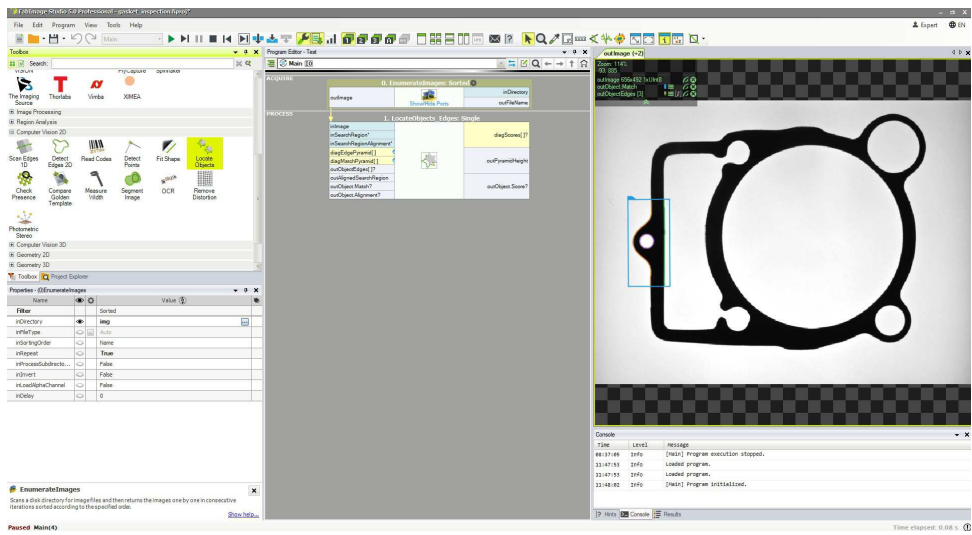 FabImage Studio 5.0 Professional - gasket_inspection.fiproj*
File Edit Program View Tools Help
Expert EN
Main
Toolbox
Search:
The Imaging Source
Thorlabs
Vimba
XIMEA
Image Processing
Region Analysis
Computer Vision 2D
Scan Edges 1D
Detect Edges 2D
Read Codes
Detect Points
Fit Shape
Locate Objects
Check Presence
Compare Golden Template
Measure Width
Segment Image
OCR
Remove Distortion
Photometric Stereo
Computer Vision 3D
Geometry 2D
Geometry 3D
Toolbox Project Explorer
Properties - (0)EnumerateImages
Name Value
Filter Sorted
inDirectory img
inFileType Auto
inSortingOrder Name
inRepeat True
inProcessSubdirecto... False
inInvert False
inLoadAlphaChannel False
inDelay 0
EnumerateImages
Scans a disk directory for image files and then returns the images one by one in consecutive
iterations sorted according to the specified order.
Show help...
Program Editor - Text
Main
ACQUIRE
0. EnumerateImages: Sorted
outImage
Show/Hide Ports
inDirectory
outFileName
PROCESS
1. LocateObjects_Edges: Single
inImage
inSearchRegion*
inSearchRegionAlignment*
diagEdgePyramid[ ]
diagMatchPyramid[ ]
outObjectEdges[ ]?
outAlignedSearchRegion
outObject.Match?
outObject.Alignment?
diagScores[ ]?
outPyramidHeight
outObject.Score?
outImage (+2)
Zoom: 114%
outImage 656x492 1xUInt8
outObject.Match
outObjectEdges [3]
Console
Time Level Message
08:37:05 Info [Main] Program execution stopped.
11:47:53 Info Loaded program.
11:47:53 Info Loaded program.
11:48:02 Info [Main] Program initialized.
Hints Console Results
Paused Main(4)
Time elapsed: 0.08 s